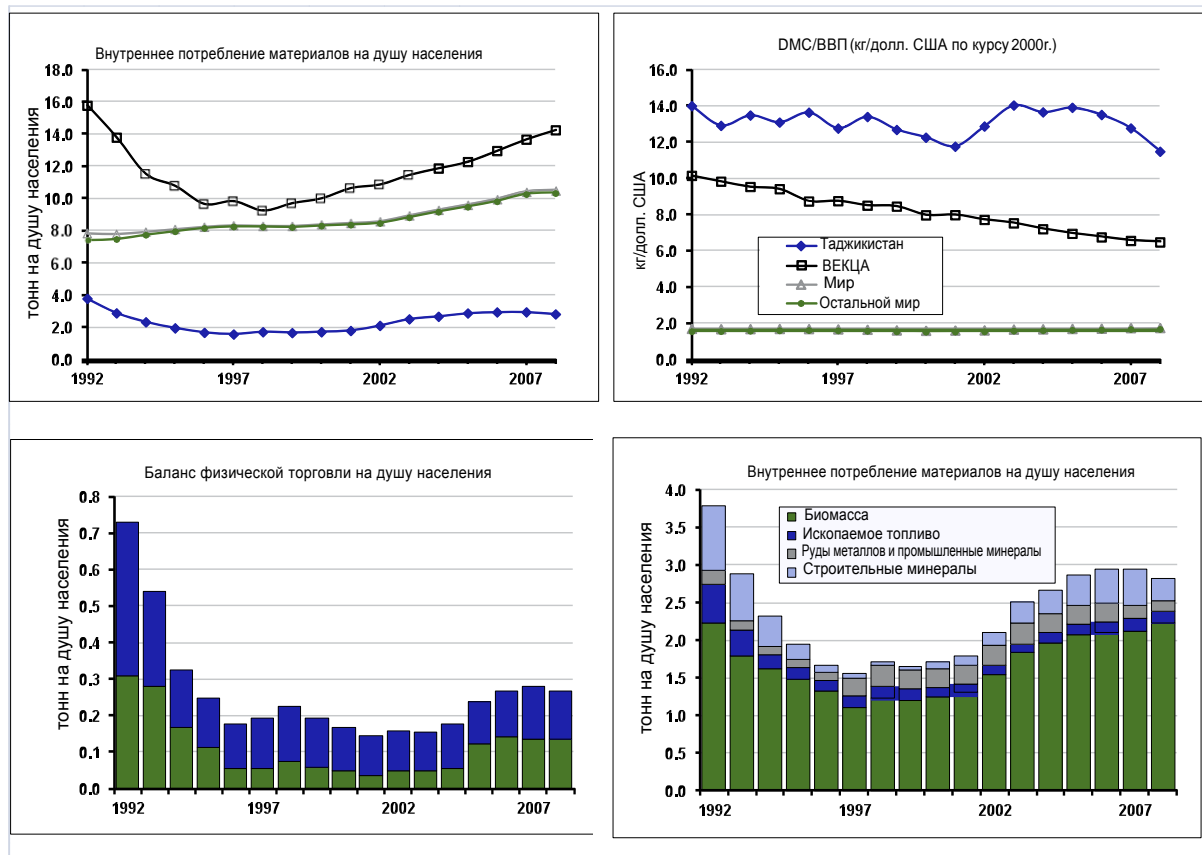 Внутреннее потребление материалов на душу населения
тонн на душу населения
18.0
16.0
14.0
12.0
10.0
8.0
6.0
4.0
2.0
0.0
1992 1997 2002 2007
DMC/ВВП (кг/долл. США по курсу 2000г.)
кг/долл. США
16.0
14.0
12.0
10.0
8.0
6.0
4.0
2.0
0.0
Таджикистан
ВЕКЦА
Мир
Остальной мир
1992 1997 2002 2007
Баланс физической торговли на душу населения
тонн на душу населения
0.8
0.7
0.6
0.5
0.4
0.3
0.2
0.1
0.0
1992 1997 2002 2007
Внутреннее потребление материалов на душу населения
тонн на душу населения
4.0
3.5
3.0
2.5
2.0
1.5
1.0
0.5
0.0
Биомасса
Ископаемое топливо
Руды металлов и промышленные минералы
Строительные минералы
1992 1997 2002 2007